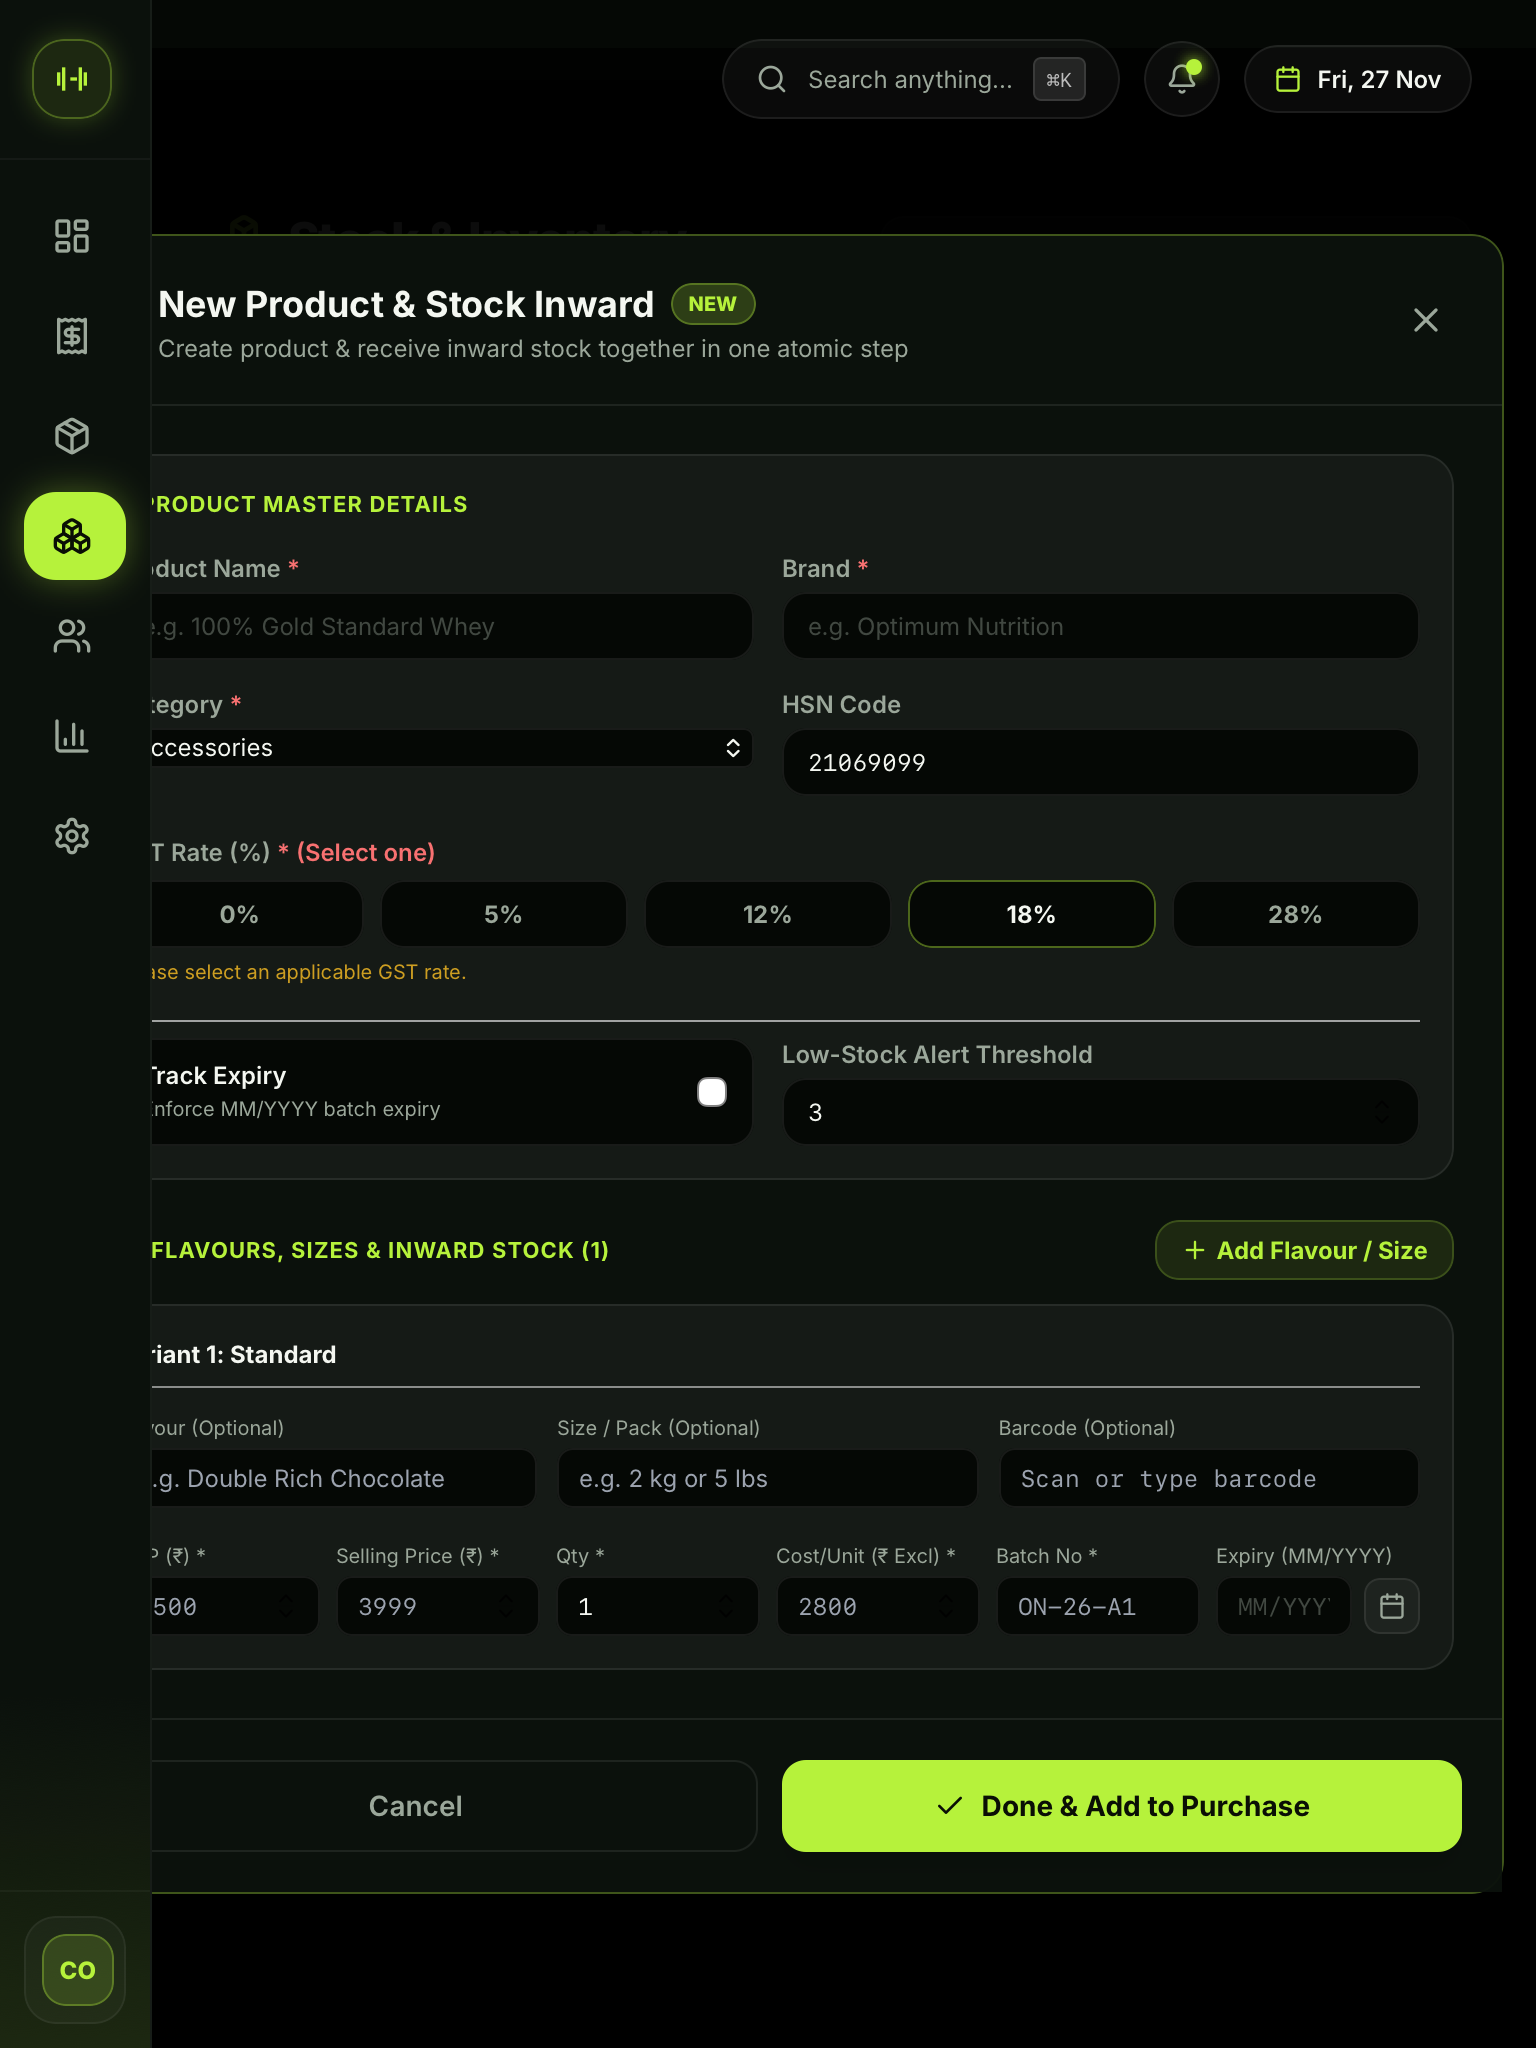 Search anything... ⌘K
Fri, 27 Nov
Stock & Inventory
New Product & Stock Inward NEW
Create product & receive inward stock together in one atomic step
PRODUCT MASTER DETAILS
duct Name *
Brand *
e.g. 100% Gold Standard Whey
e.g. Optimum Nutrition
tegory *
HSN Code
ccessories
21069099
T Rate (%) * (Select one)
0%
5%
12%
18%
28%
ase select an applicable GST rate.
Track Expiry
Enforce MM/YYYY batch expiry
Low-Stock Alert Threshold
3
FLAVOURS, SIZES & INWARD STOCK (1)
+ Add Flavour / Size
riant 1: Standard
vour (Optional)
Size / Pack (Optional)
Barcode (Optional)
.g. Double Rich Chocolate
e.g. 2 kg or 5 lbs
Scan or type barcode
P (₹) *
Selling Price (₹) *
Qty *
Cost/Unit (₹ Excl) *
Batch No *
Expiry (MM/YYYY)
500
3999
1
2800
ON-26-A1
MM/YYY
Cancel
Done & Add to Purchase
CO